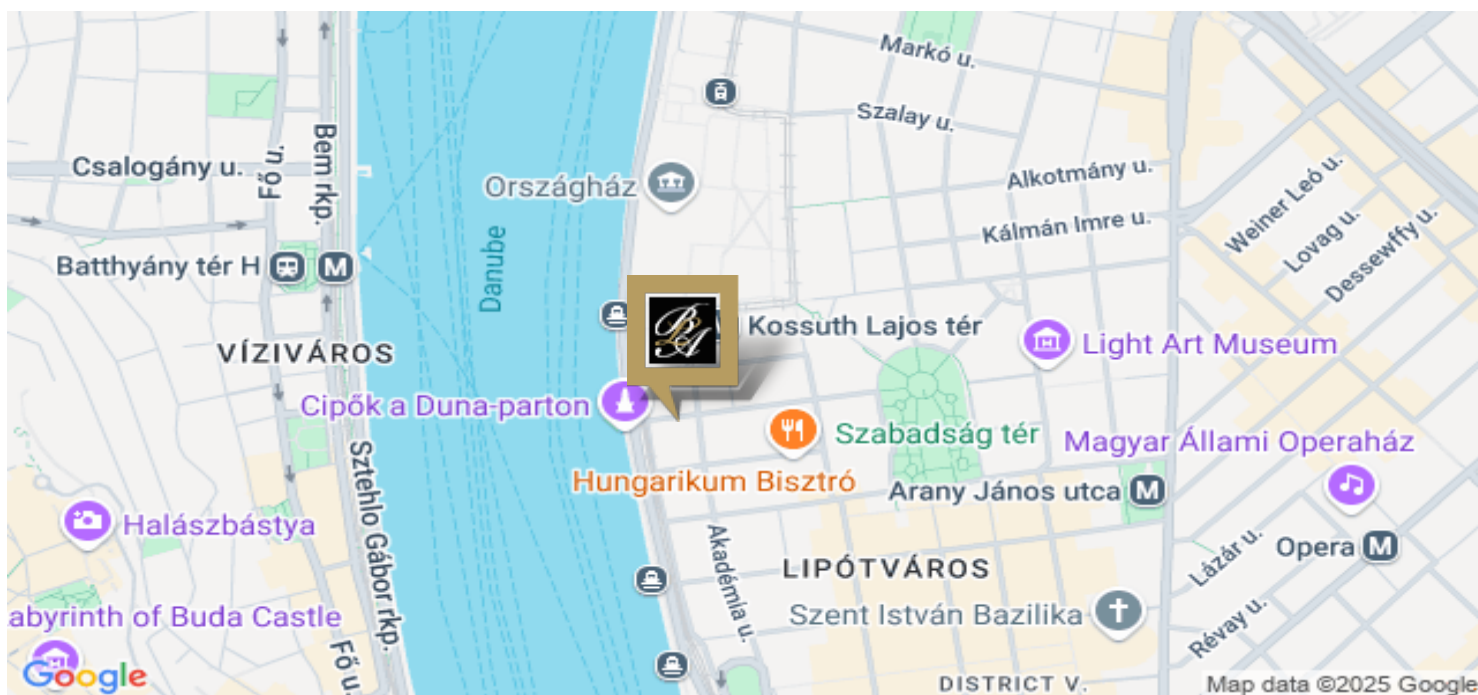 Markó u.
Szalay u.
Csalogány u.
Fő u.
Bem rkp.
Országház
Alkotmány u.
Kálmán Imre u.
Weiner Leó u.
Lovag u.
Dessewffy u.
Danube
Batthyány tér H
M
BA
Kossuth Lajos tér
VÍZIVÁROS
Light Art Museum
Cipők a Duna-parton
Szabadság tér
Magyar Állami Operaház
Hungarikum Bisztró
Arany János utca
M
Sztehlo Gábor rkp.
Halászbástya
Akadémia u.
Lázár u.
Opera
M
LIPÓTVÁROS
abyrinth of Buda Castle
Szent István Bazilika
Révay u.
Fő u.
Google
DISTRICT V.
Map data ©2025 Google